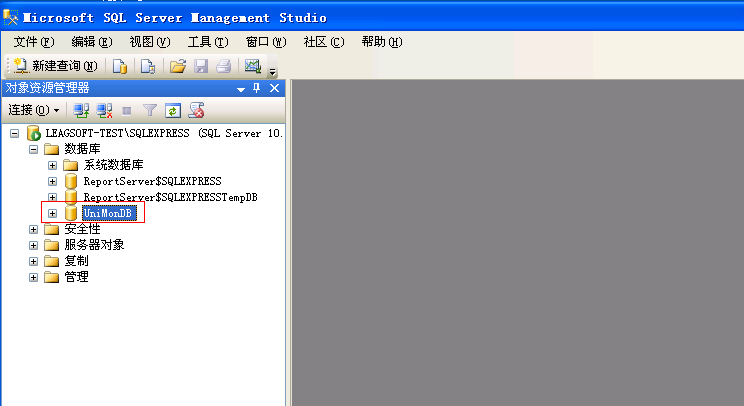 Microsoft SQL Server Management Studio
文件(F) 编辑(E) 视图(V) 工具(T) 窗口(W) 社区(C) 帮助(H)
新建查询(N)
对象资源管理器
连接(O)
LEAGSOFT-TEST\SQLEXPRESS (SQL Server 10.
数据库
系统数据库
ReportServer$SQLEXPRESS
ReportServer$SQLEXPRESSTempDB
UniMonDB
安全性
服务器对象
复制
管理